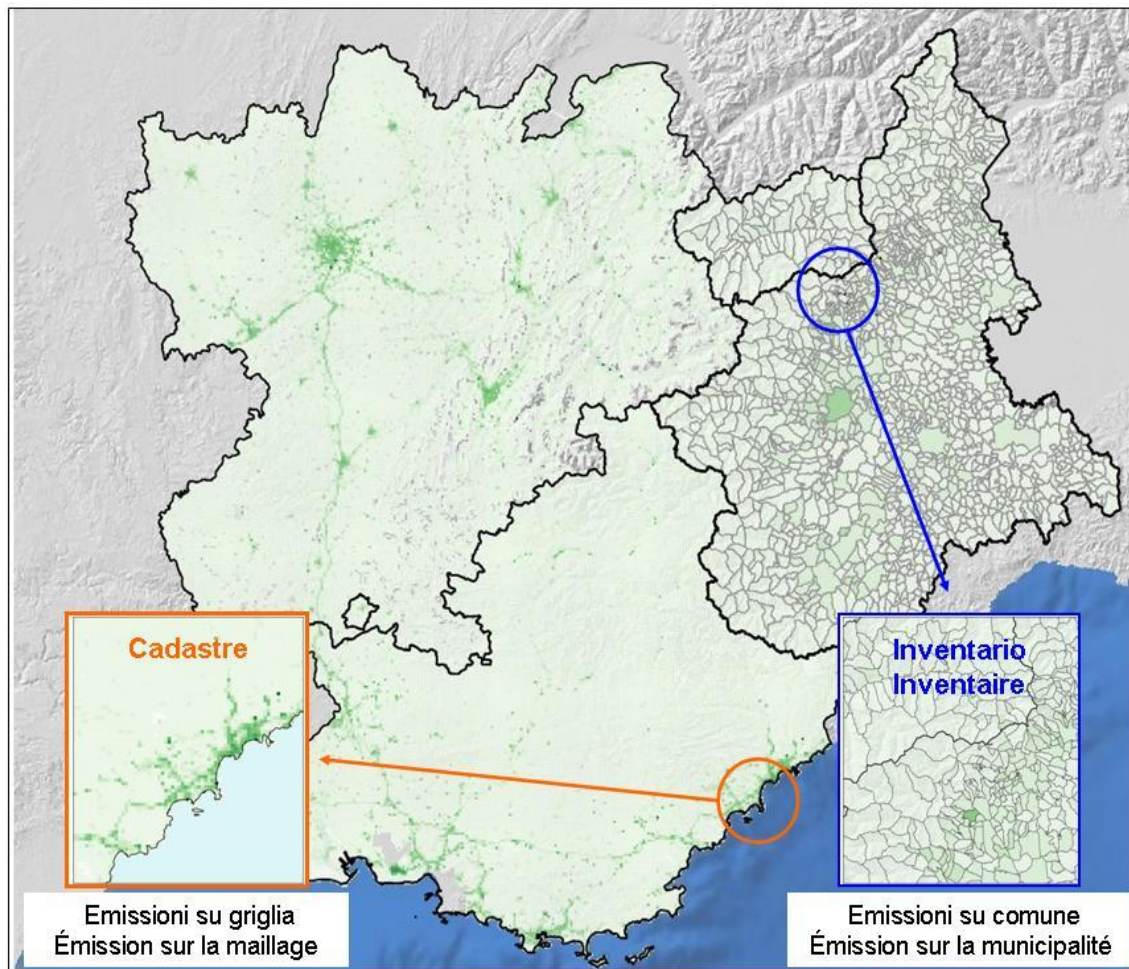 Cadastre
Emissioni su griglia
Émission sur la maillage
Inventario
Inventaire
Emissioni su comune
Émission sur la municipalité